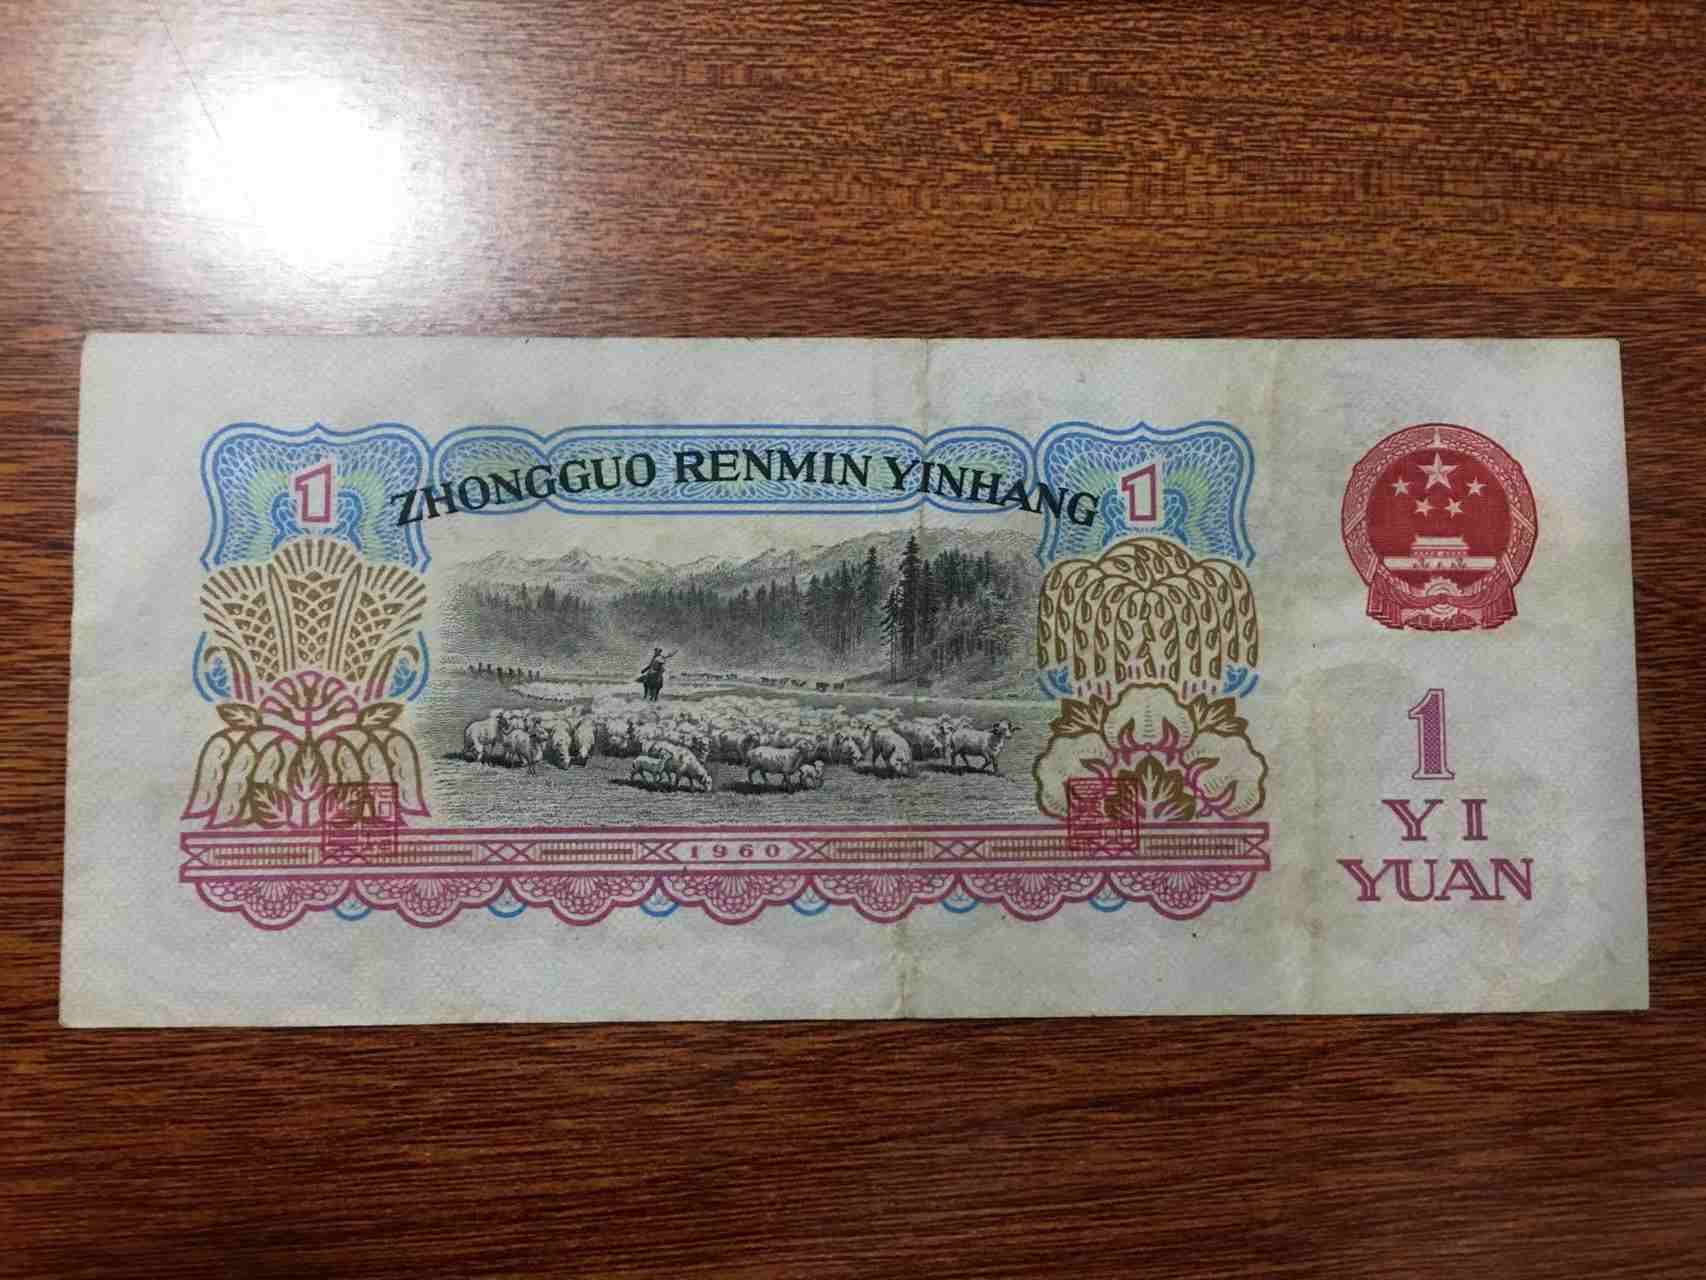 ZHONGGUO RENMIN YINHANG
1
1
1960
1
YI
YUAN